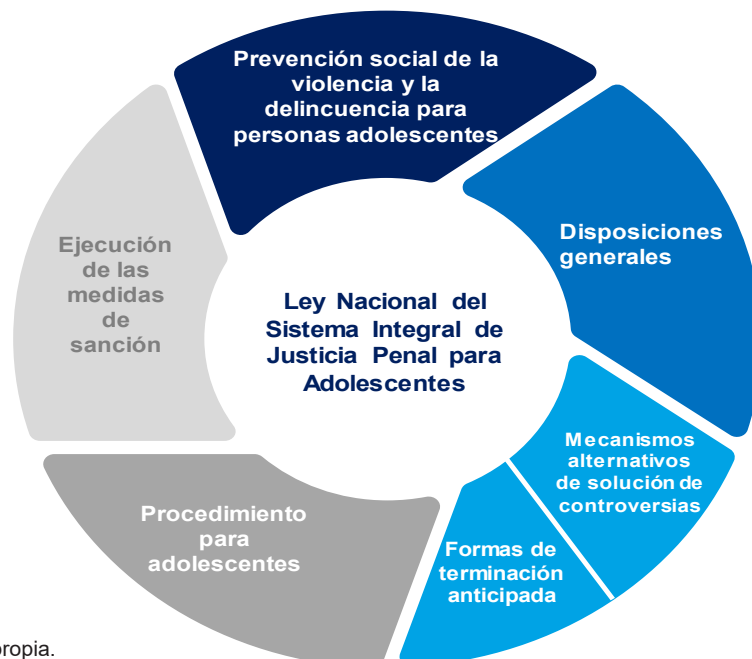 Prevención social de la
violencia y la
delincuencia para
personas adolescentes
Disposiciones
generales
Mecanismos
alternativos
de solución de
controversias
Formas de
terminación
anticipada
Procedimiento
para
adolescentes
Ejecución
de las
medidas
de
sanción
Ley Nacional del
Sistema Integral de
Justicia Penal para
Adolescentes
propia.